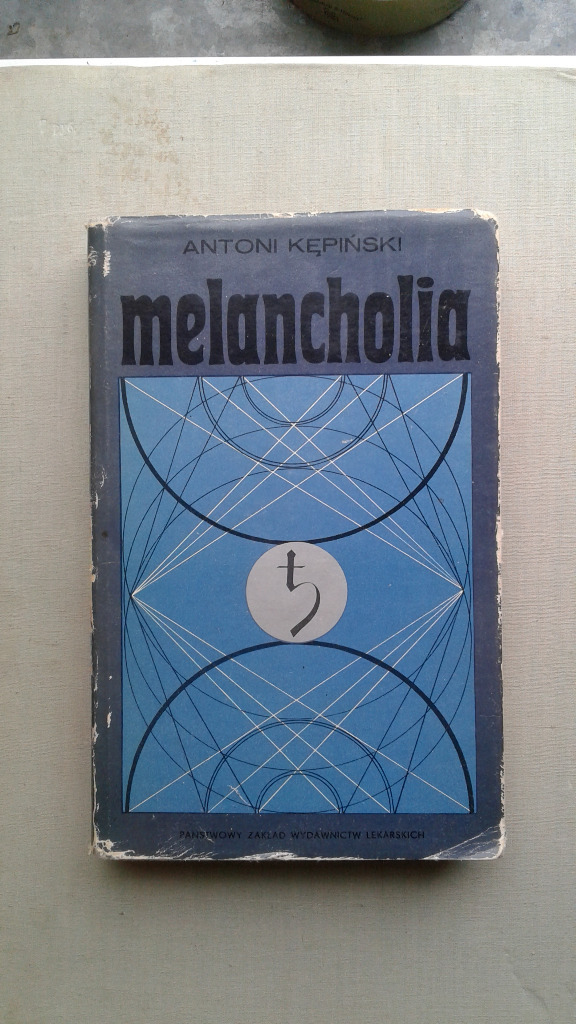 ANTONI KĘPIŃSKI
melancholia
PAŃSTWOWY ZAKŁAD WYDAWNICTW LEKARSKICH